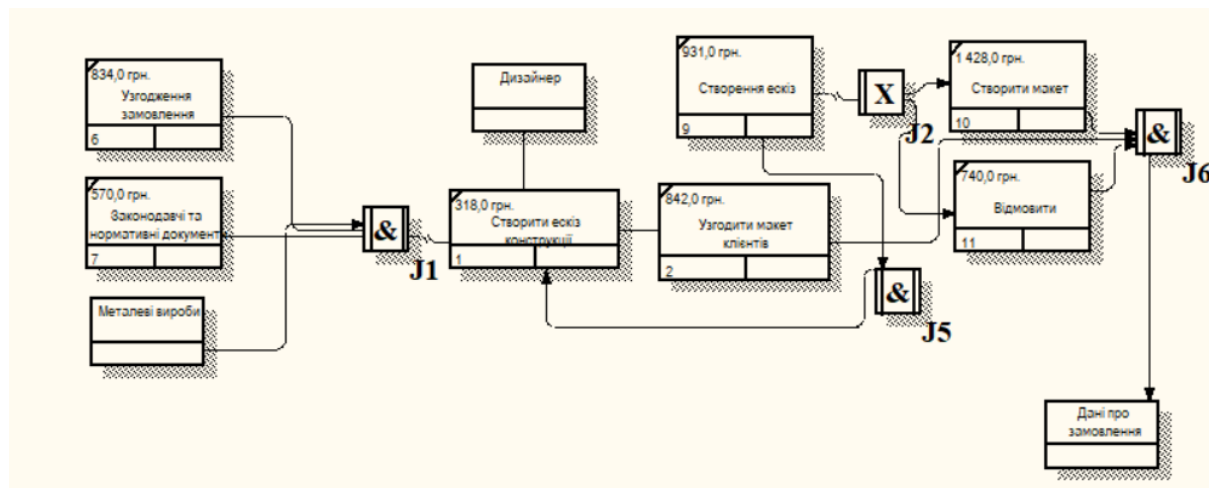 834,0 грн.
Узгодження
замовлення
6
570,0 грн.
Законодавчі та
нормативні документ
7
Металеві вироби
&
J1
Дизайнер
318,0 грн.
Створити ескіз
конструкції
1
842,0 грн.
Узгодити макет
клієнтів
2
931,0 грн.
Створення ескіз
9
X
J2
&
J5
1 428,0 грн.
Створити макет
10
740,0 грн.
Відмовити
11
&
J6
Дані про
замовлення